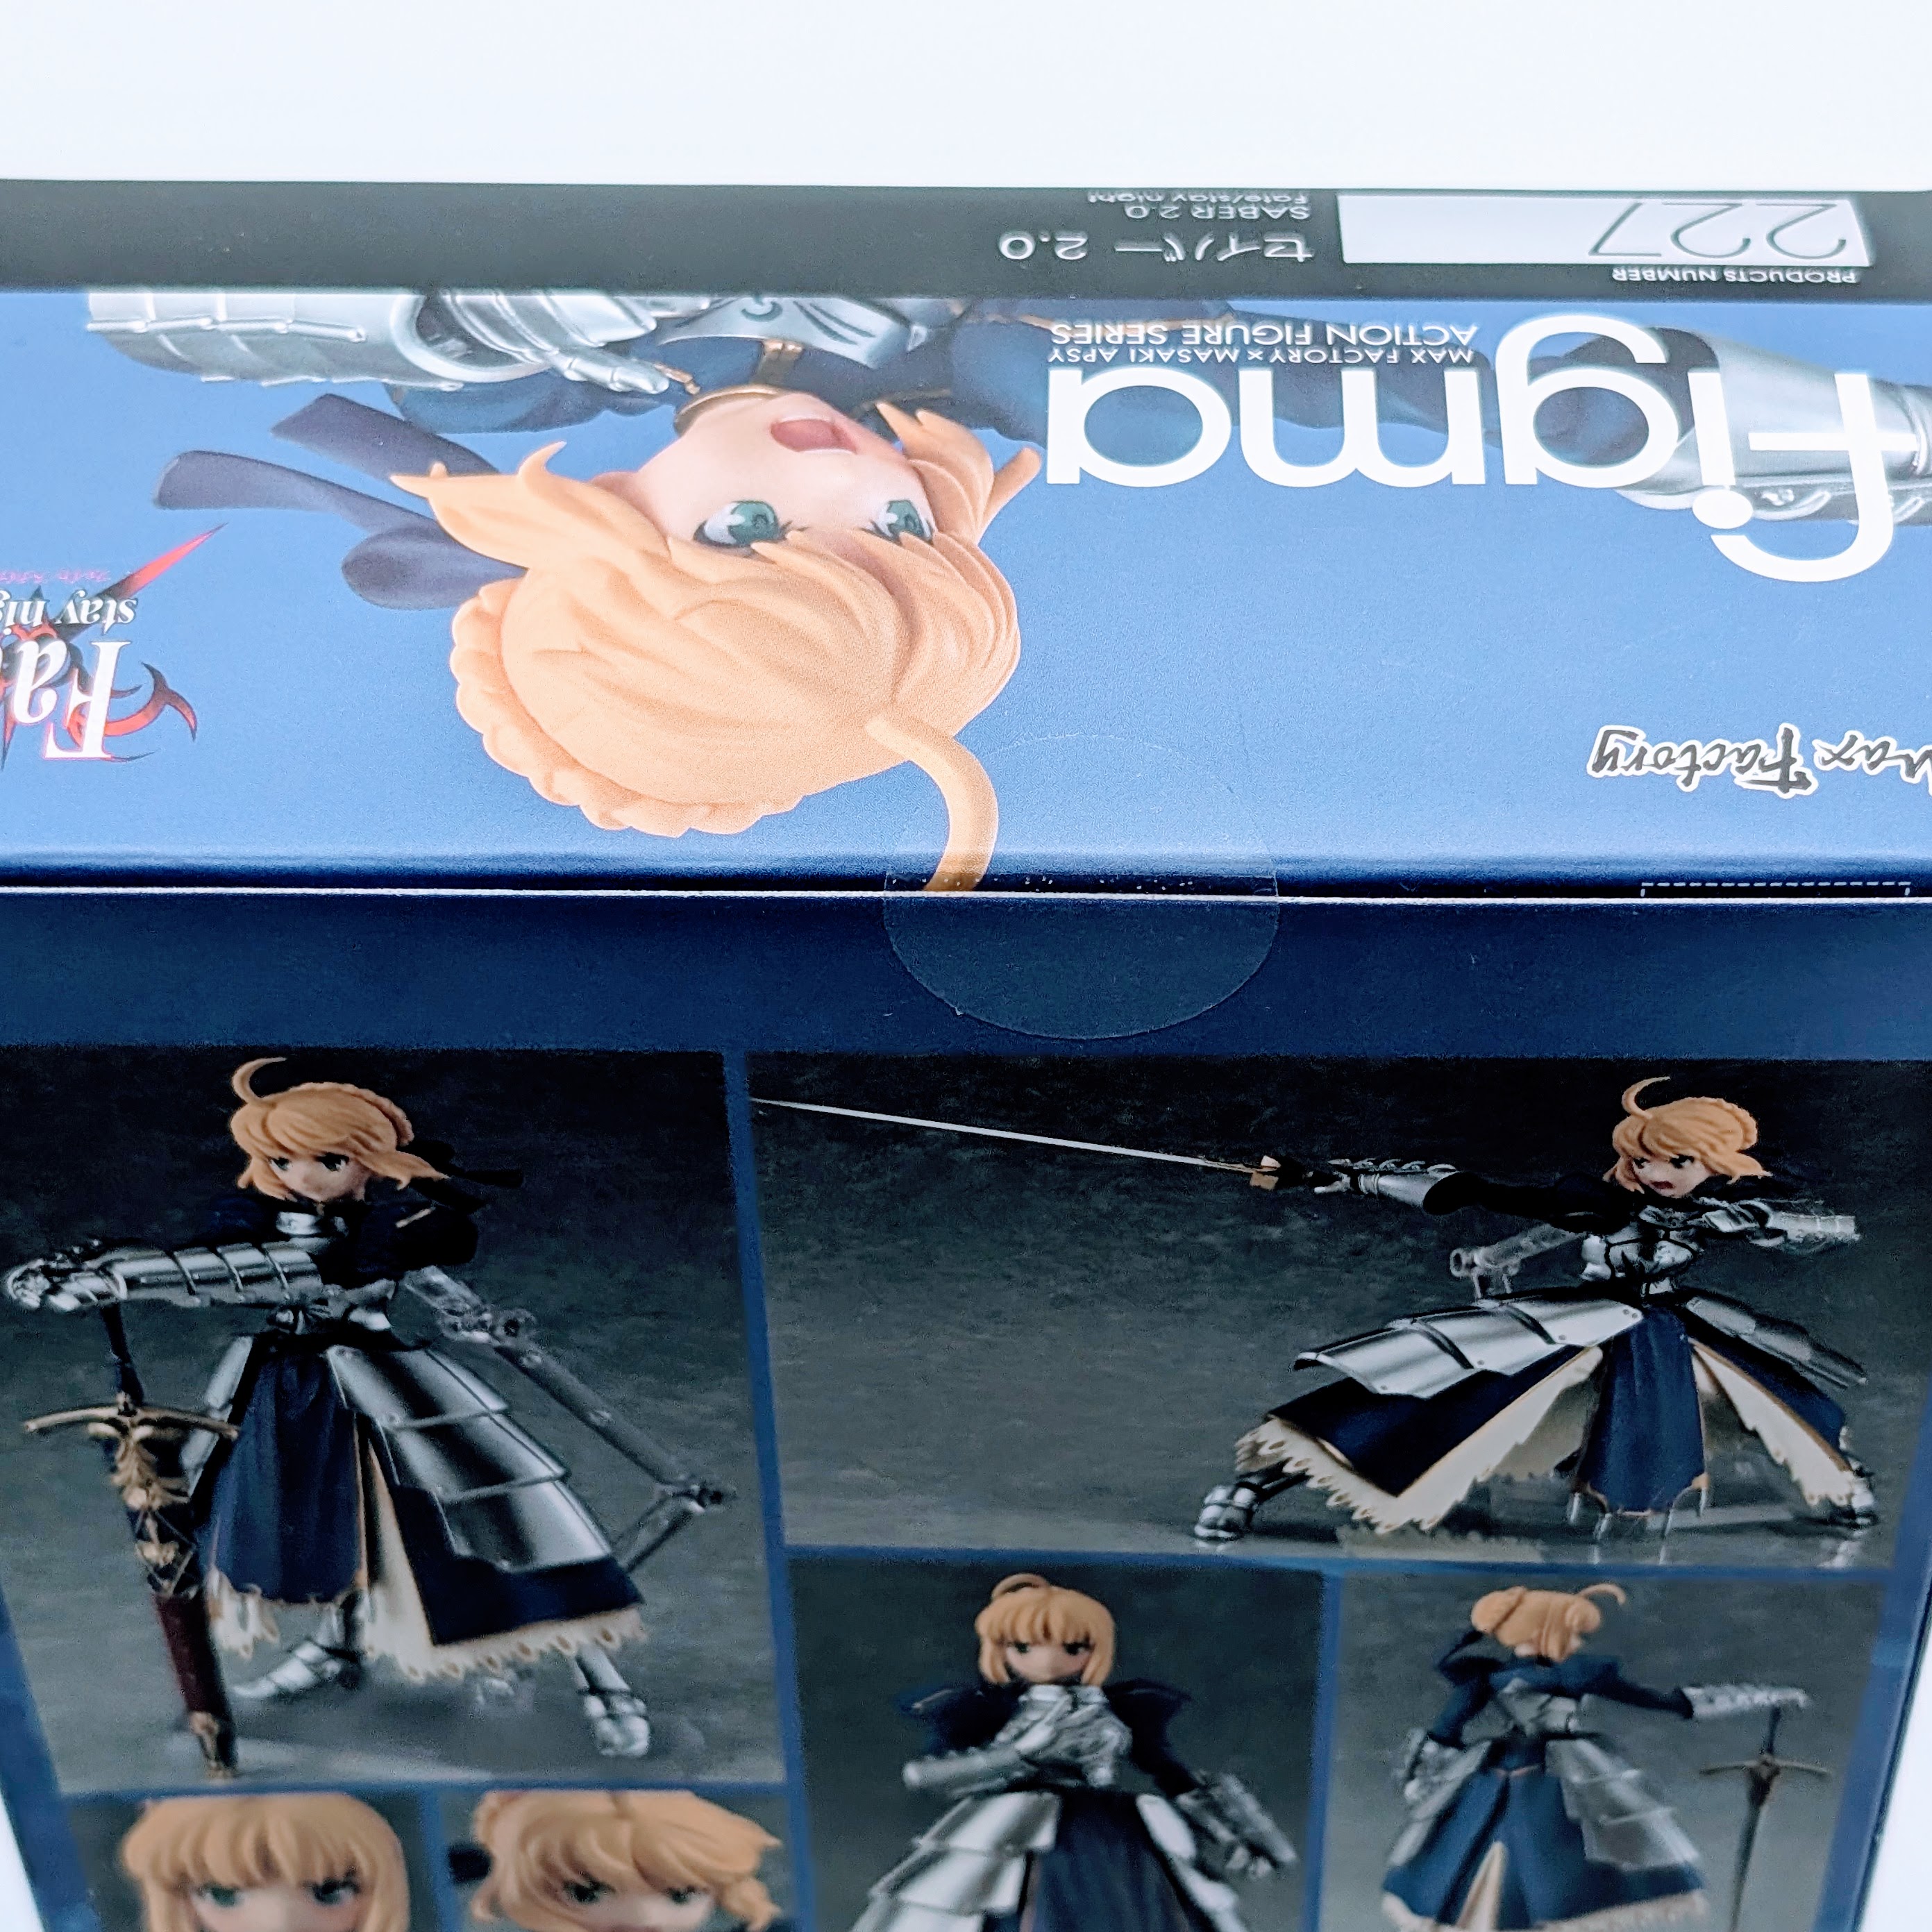 PRODUCTS NUMBER
227
セイバー 2.0
SABER 2.0
Fate/stay night
figma
MAX FACTORY × MASAKI APSY
ACTION FIGURE SERIES
Max Factory
Fa
stay nig